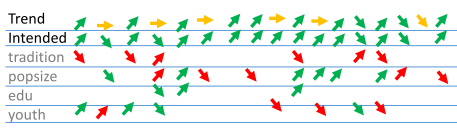 Trend
Intended
tradition
popsize
edu
youth